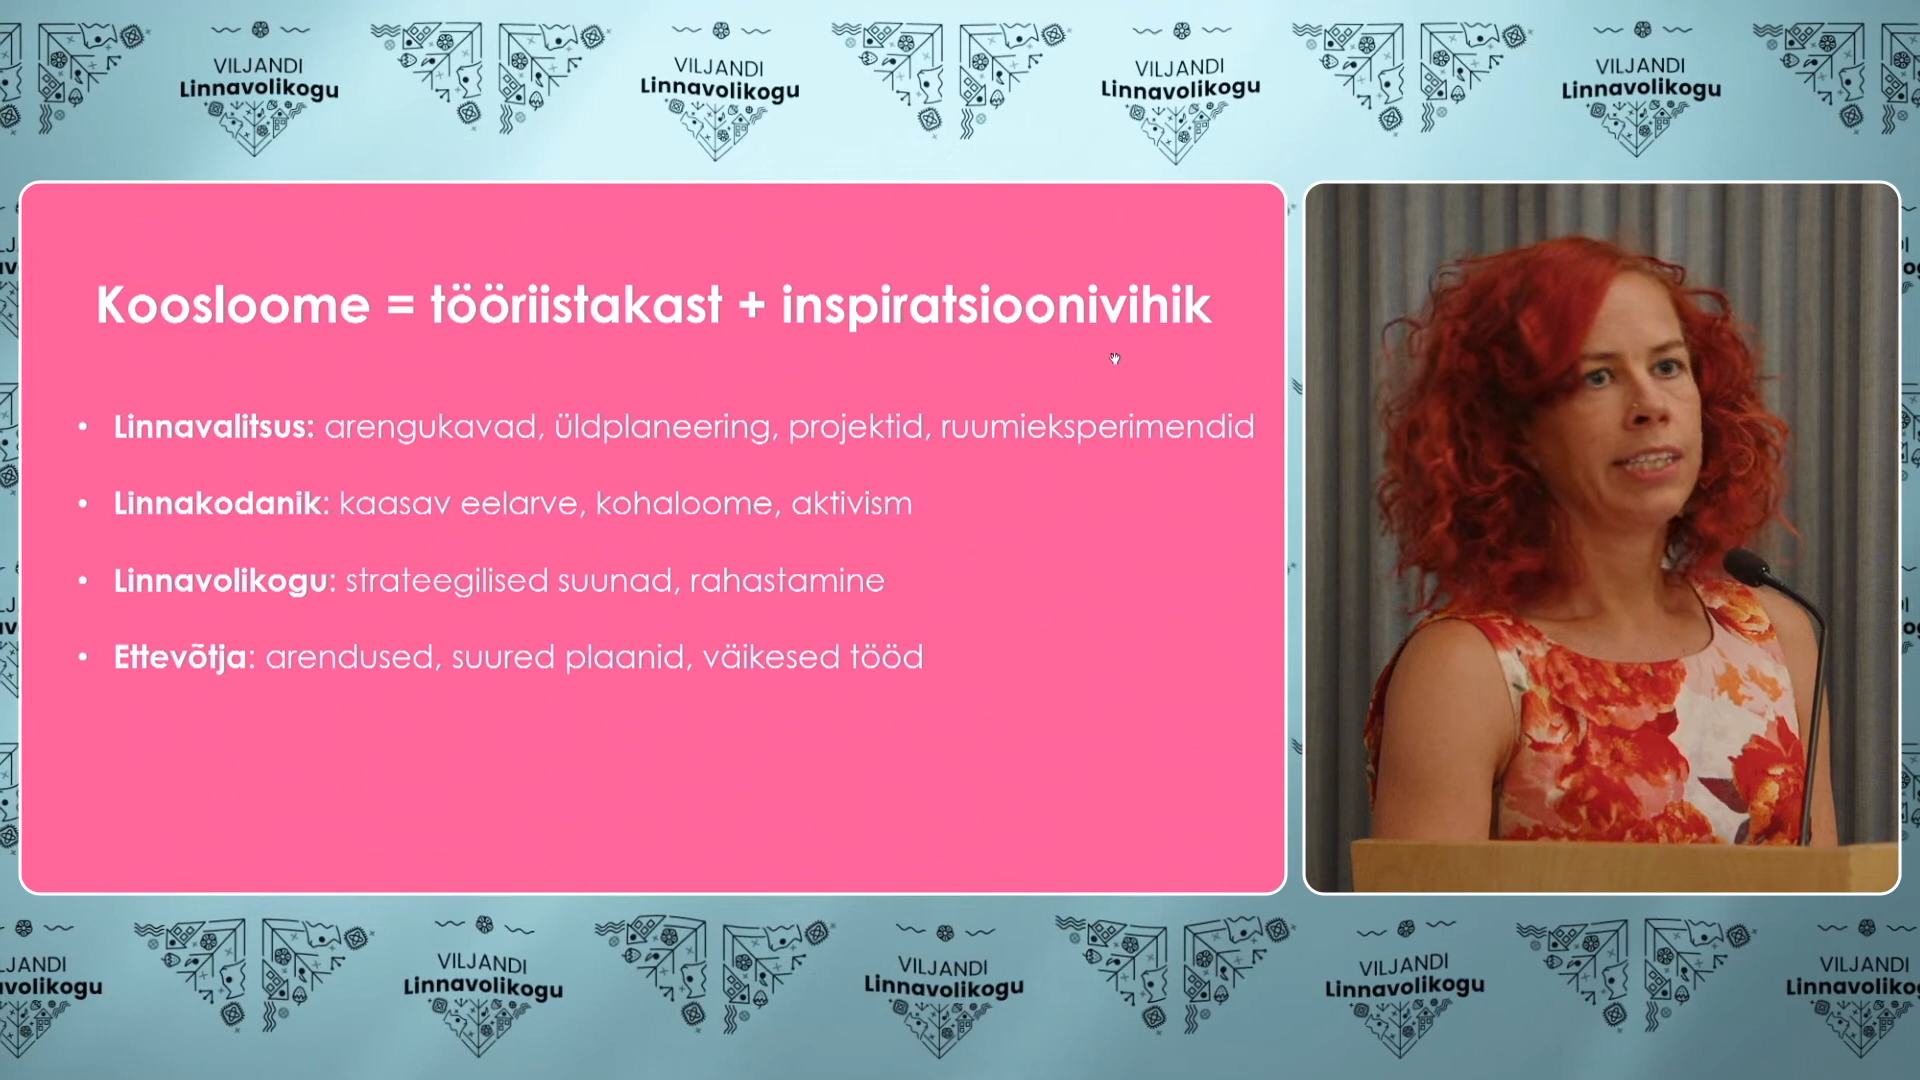 VILJANDI
Linnavolikogu
VILJANDI
Linnavolikogu
VILJANDI
Linnavolikogu
VILJANDI
Linnavolikogu
Koosloome = tööriistakast + inspiratsioonivihik
• Linnavalitsus: arengukavad, üldplaneering, projektid, ruumieksperimendid
• Linnakodanik: kaasav eelarve, kohaloome, aktivism
• Linnavolikogu: strateegilised suunad, rahastamine
• Ettevõtja: arendused, suured plaanid, väikesed tööd
VILJANDI
Linnavolikogu
VILJANDI
Linnavolikogu
VILJANDI
Linnavolikogu
VILJANDI